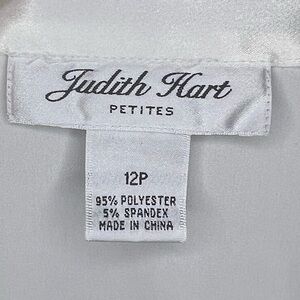 Judith Hart
PETITES
12P
95% POLYESTER
5% SPANDEX
MADE IN CHINA